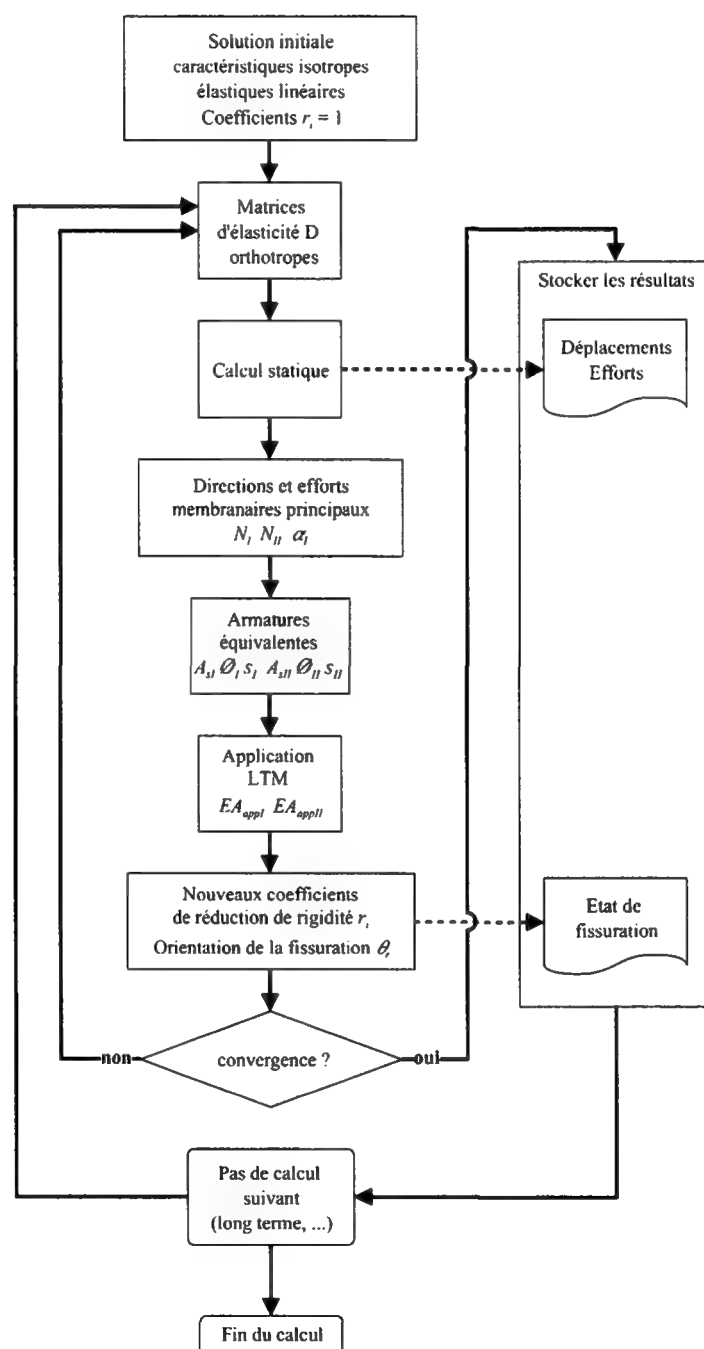 Solution initiale
caractéristiques isotropes
élastiques linéaires
Coefficients r_i = 1
Matrices
d'élasticité D
orthotropes
Stocker les résultats
Calcul statique
Déplacements
Efforts
Directions et efforts
membranaires principaux
N_I N_II α_I
Armatures
équivalentes
A_sI Ø_I s_I A_sII Ø_II s_II
Application
LTM
EA_appI EA_appII
Nouveaux coefficients
de réduction de rigidité r_i
Orientation de la fissuration θ_r
Etat de
fissuration
non
convergence ?
oui
Pas de calcul
suivant
(long terme, ...)
Fin du calcul